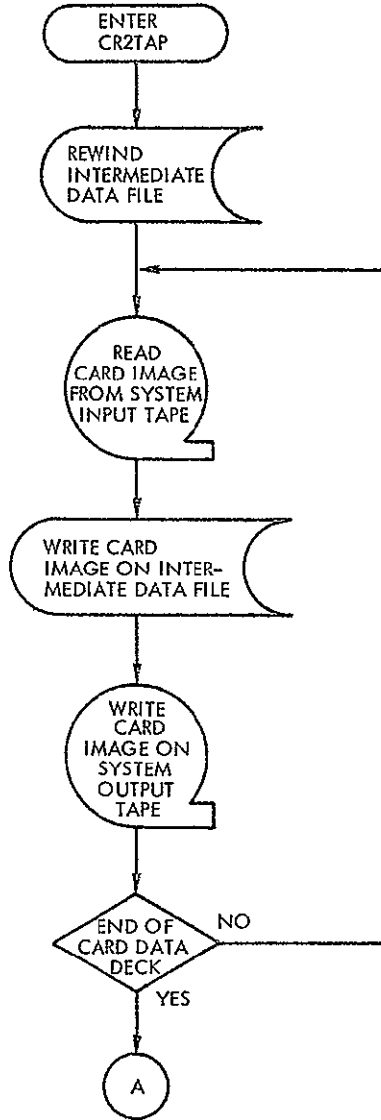 ENTER
CR2TAP
REWIND
INTERMEDIATE
DATA FILE
READ
CARD IMAGE
FROM SYSTEM
INPUT TAPE
WRITE CARD
IMAGE ON INTER-
MEDIATE DATA FILE
WRITE
CARD
IMAGE ON
SYSTEM
OUTPUT
TAPE
END OF
CARD DATA
DECK
NO
YES
A